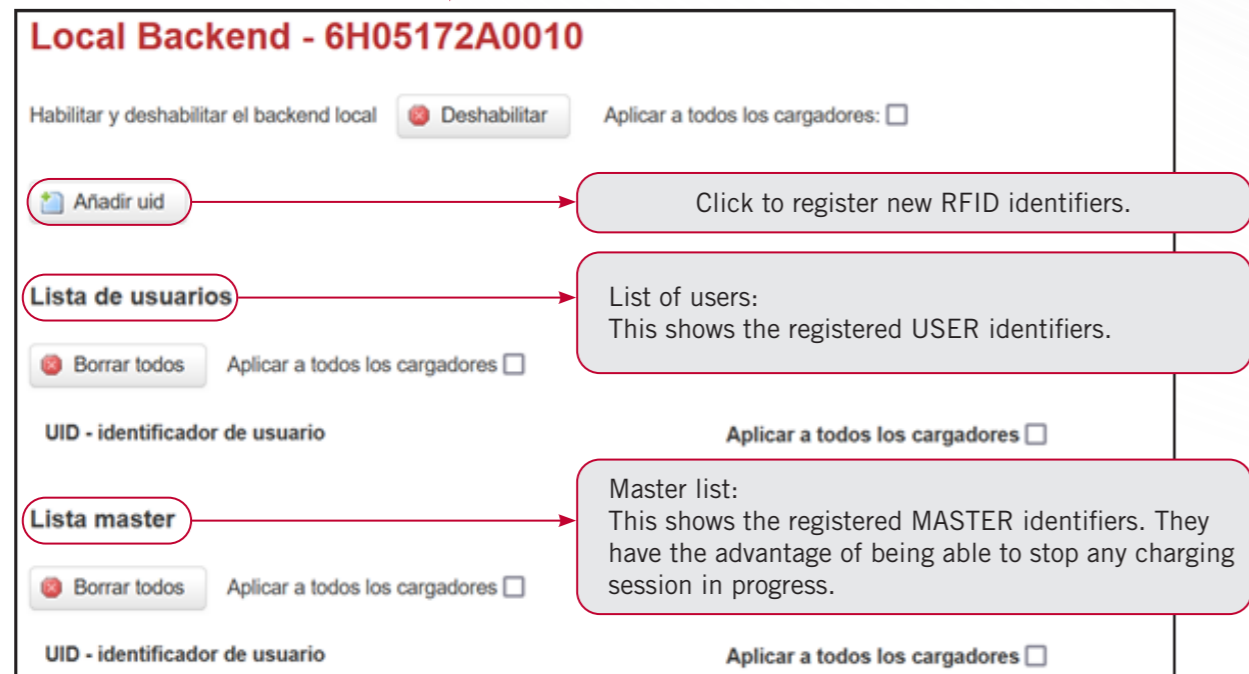 Local Backend - 6H05172A0010
Habilitar y deshabilitar el backend local Deshabilitar Aplicar a todos los cargadores:
Añadir uid
Click to register new RFID identifiers.
Lista de usuarios
List of users:
This shows the registered USER identifiers.
Borrar todos Aplicar a todos los cargadores
UID - identificador de usuario Aplicar a todos los cargadores
Lista master
Master list:
This shows the registered MASTER identifiers. They
have the advantage of being able to stop any charging
session in progress.
Borrar todos Aplicar a todos los cargadores
UID - identificador de usuario Aplicar a todos los cargadores